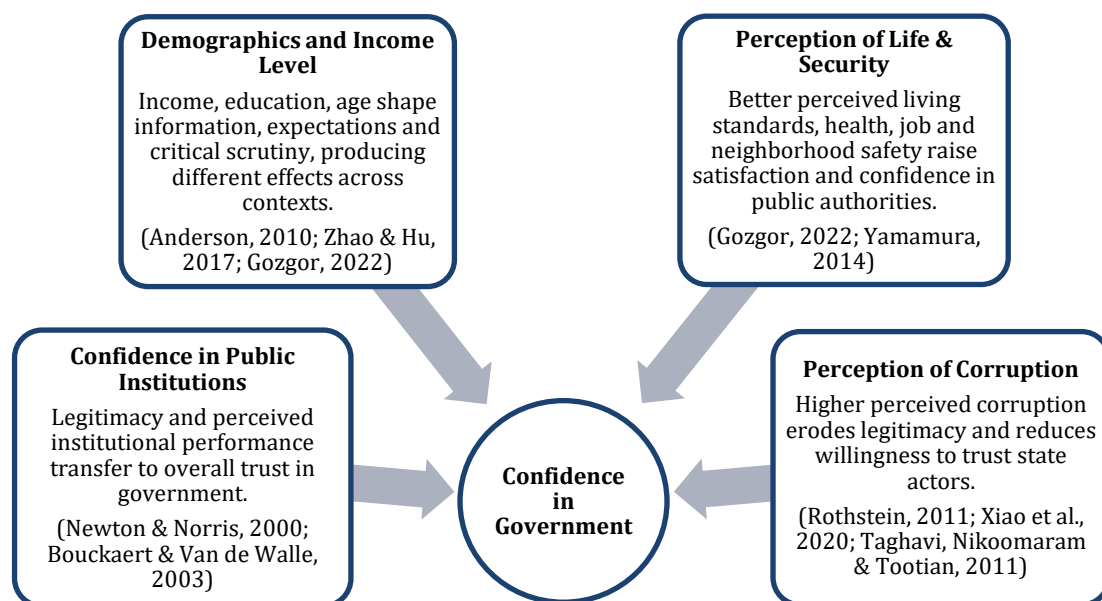 Demographics and Income
Level
Income, education, age shape
information, expectations and
critical scrutiny, producing
different effects across
contexts.
(Anderson, 2010; Zhao & Hu,
2017; Gozgor, 2022)
Perception of Life &
Security
Better perceived living
standards, health, job and
neighborhood safety raise
satisfaction and confidence in
public authorities.
(Gozgor, 2022; Yamamura,
2014)
Confidence in Public
Institutions
Legitimacy and perceived
institutional performance
transfer to overall trust in
government.
(Newton & Norris, 2000;
Bouckaert & Van de Walle,
2003)
Confidence
in
Government
Perception of Corruption
Higher perceived corruption
erodes legitimacy and reduces
willingness to trust state
actors.
(Rothstein, 2011; Xiao et al.,
2020; Taghavi, Nikoomaram
& Tootian, 2011)